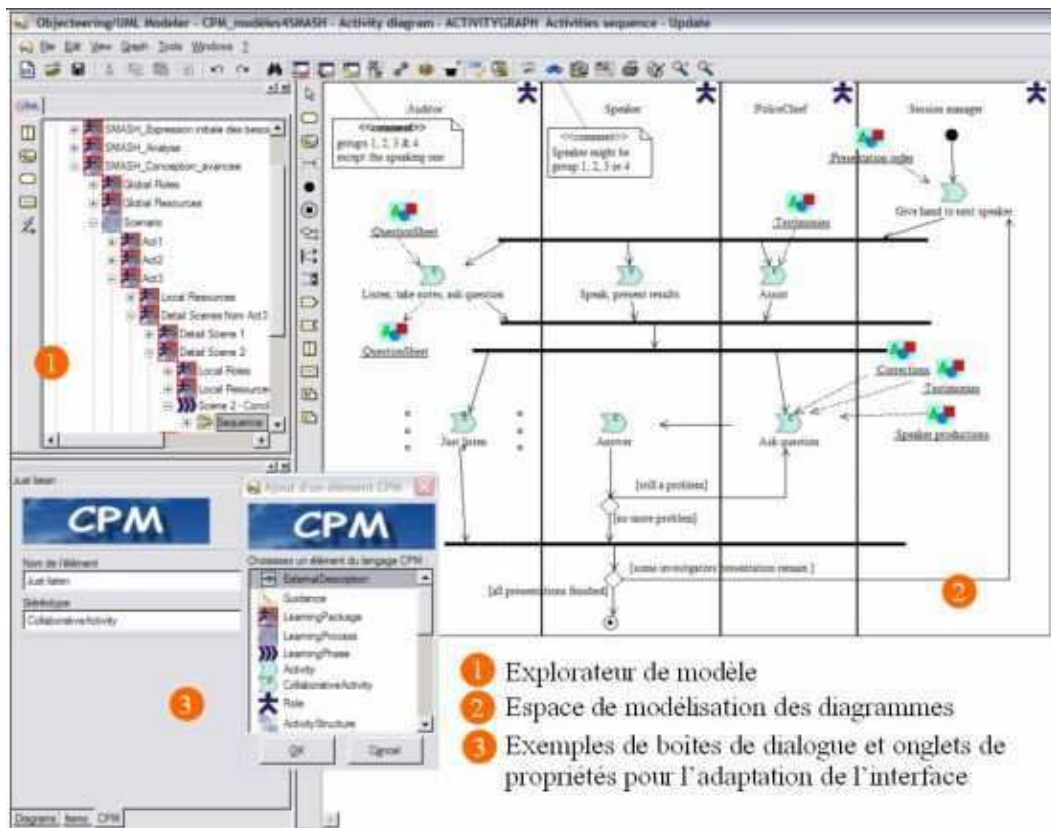 Objecteering/UML Modeler - CPM_modèles4SMASH - Activity diagram - ACTIVITYGRAPH Activities sequence - Update
File Edit View Graph Tools Windows ?
SMASH_Expression initiale des besoi
SMASH_Analyse
SMASH_Conception_avancee
Global Roles
Global Resources
Scenario
Act1
Act2
Act3
Local Resources
Detail Scenes from Act3
Detail Scene 1
Detail Scene 2
Local Roles
Local Resource
Scene 2 - Concl
Sequence
1
Auditor
Speaker
PoliceChief
Session manager
<<comment>>
groups 1, 2, 3 & 4
except the speaking one
<<comment>>
Speaker might be
group 1, 2, 3 or 4
Presentation order
Give hand to next speaker
QuestionSheet
Testimonies
Listen, take notes, ask question
Speak, present results
Assist
QuestionSheet
Corrections
Testimonies
Speaker productions
Just listen
Answer
Ask question
[still a problem]
[no more problem]
[some investigators presentation remain ]
[all presentations finished]
2
Just listen
CPM
Nom de l'élément
Just listen
Stéréotype
CollaborativeActivity
3
Diagrams Items CPM
Ajout d'un élément CPM
CPM
Choisissez un élément du langage CPM
ExternalDescription
Guidance
LearningPackage
LearningProcess
LearningPhase
Activity
CollaborativeActivity
Role
ActivityStructure
OK Cancel
1 Explorateur de modèle
2 Espace de modélisation des diagrammes
3 Exemples de boîtes de dialogue et onglets de
propriétés pour l'adaptation de l'interface